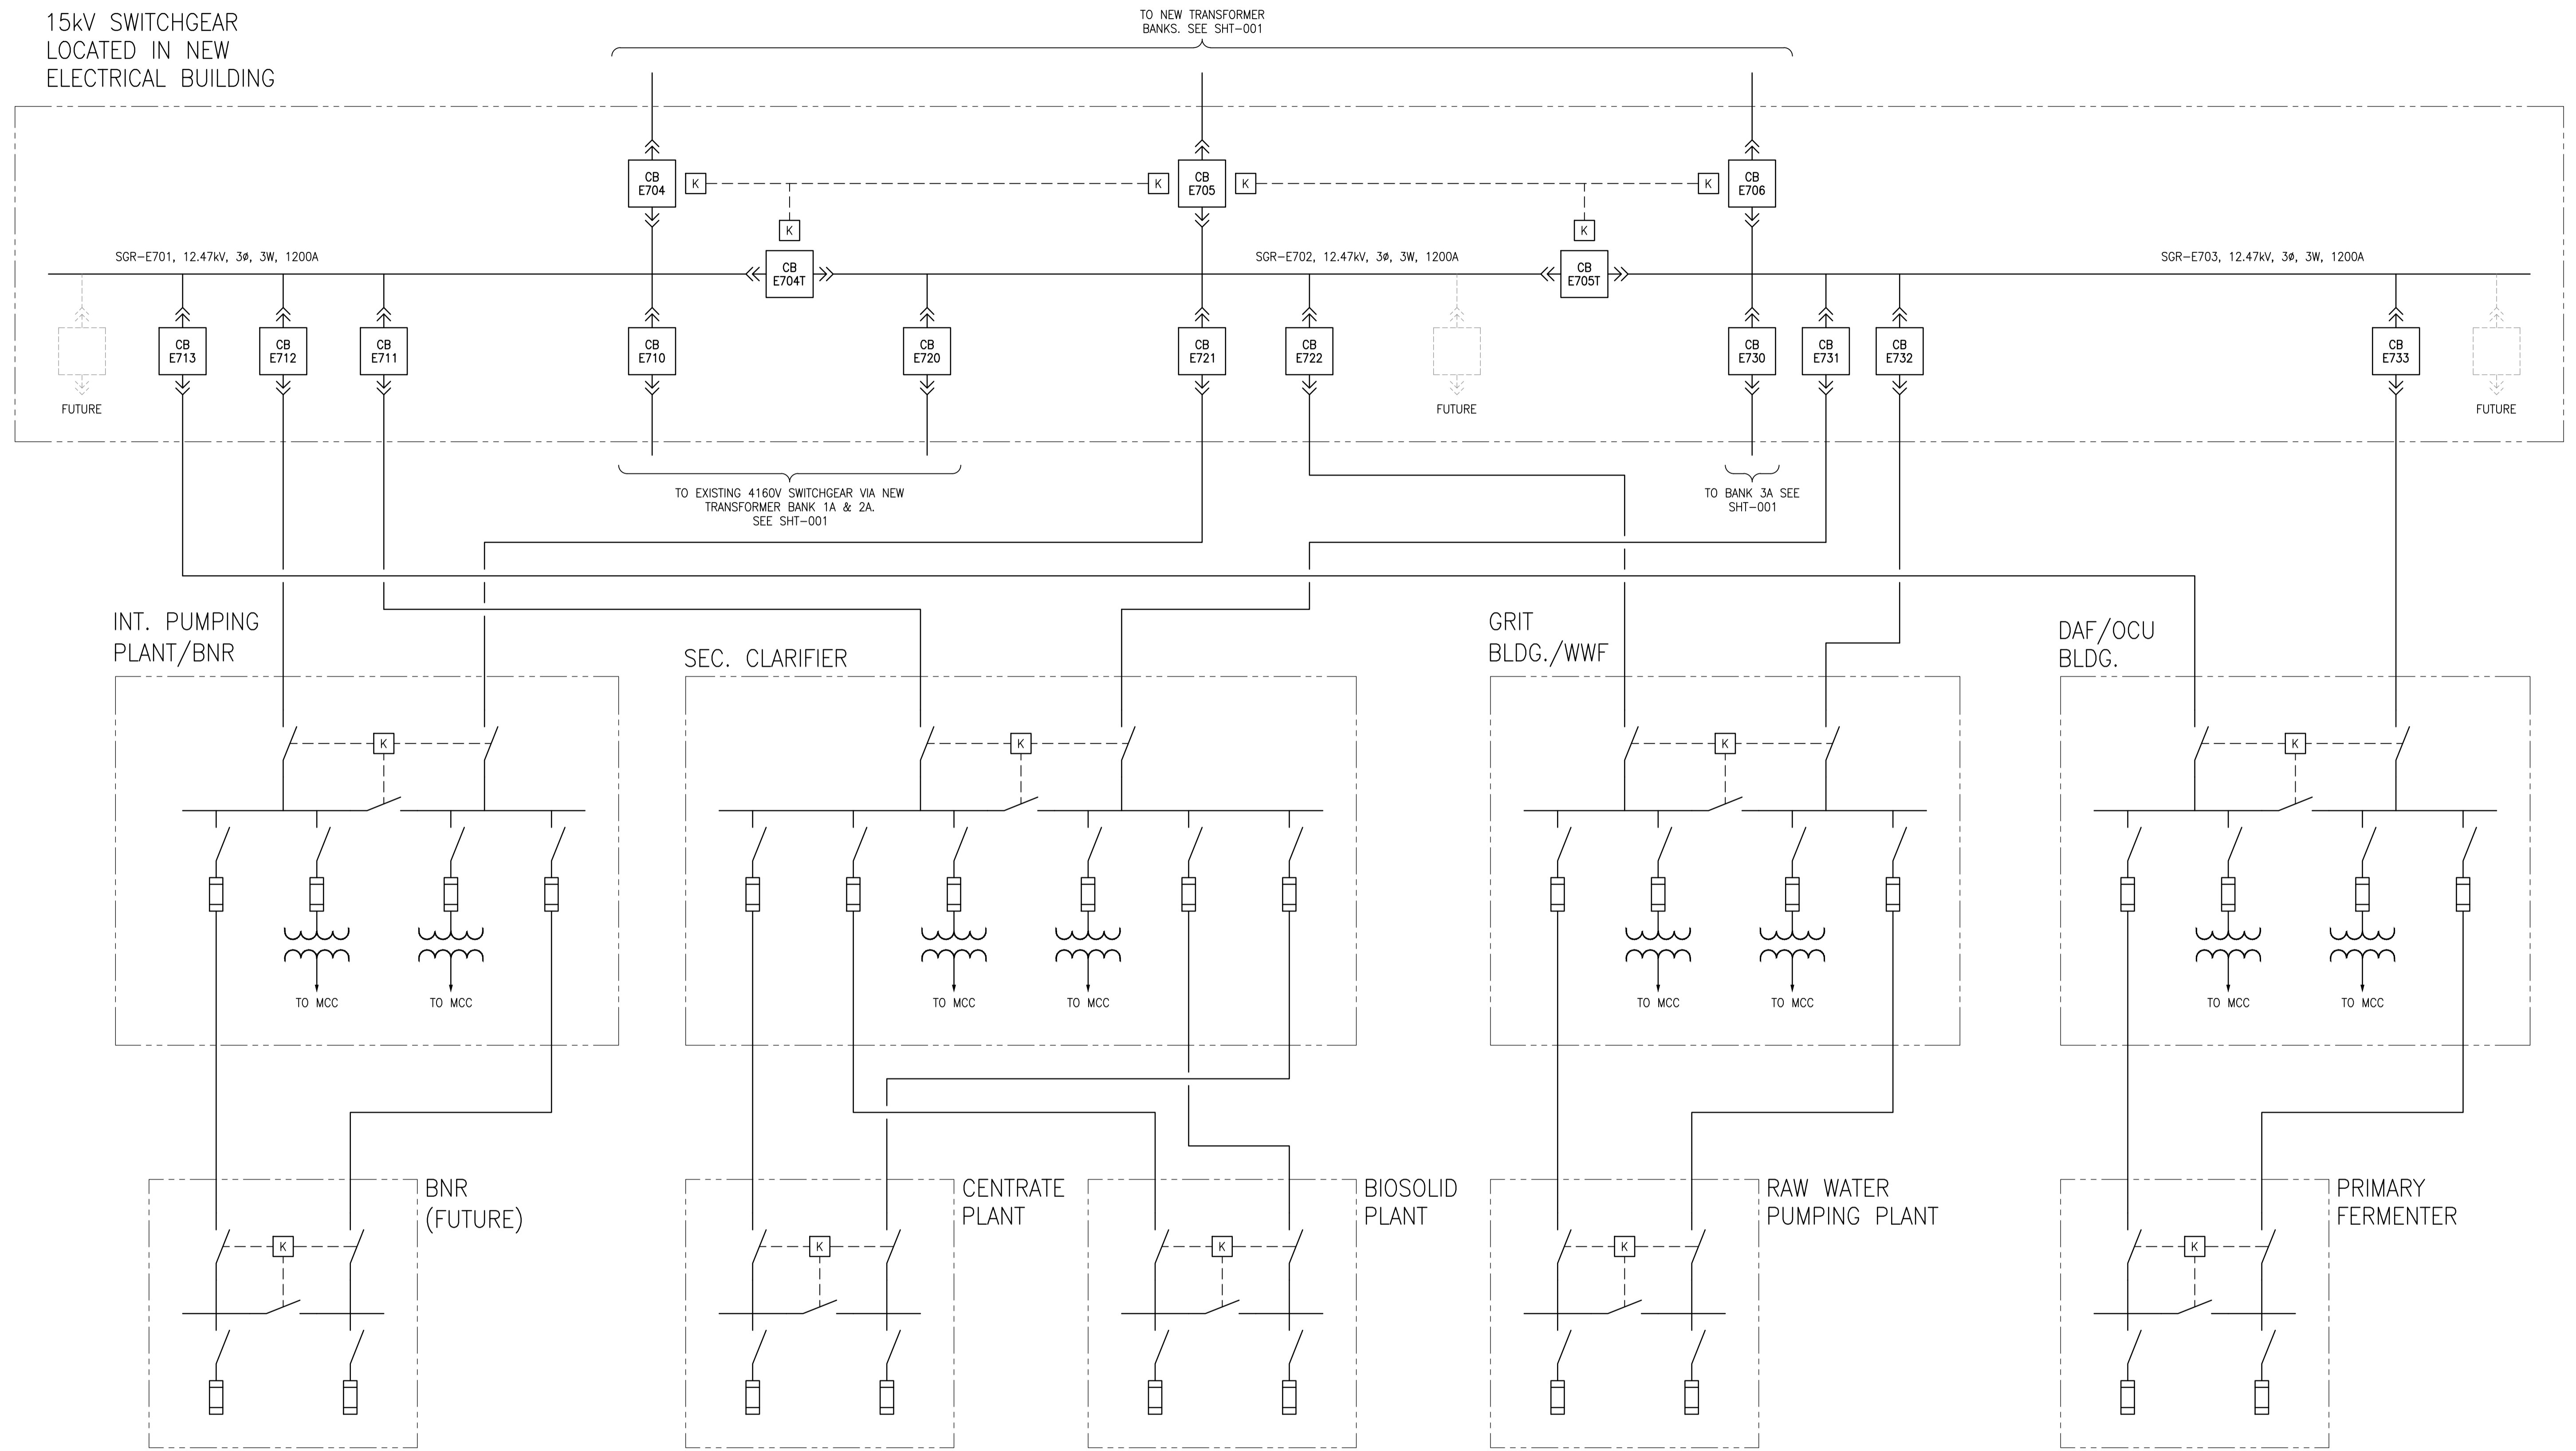 15kV SWITCHGEAR
LOCATED IN NEW
ELECTRICAL BUILDING
TO NEW TRANSFORMER
BANKS. SEE SHT-001
CB
E704
K
K
CB
E705
K
K
CB
E706
K
K
SGR-E701, 12.47kV, 3ø, 3W, 1200A
CB
E704T
SGR-E702, 12.47kV, 3ø, 3W, 1200A
CB
E705T
SGR-E703, 12.47kV, 3ø, 3W, 1200A
FUTURE
CB
E713
CB
E712
CB
E711
CB
E710
CB
E720
CB
E721
CB
E722
FUTURE
CB
E730
CB
E731
CB
E732
CB
E733
FUTURE
TO EXISTING 4160V SWITCHGEAR VIA NEW
TRANSFORMER BANK 1A & 2A.
SEE SHT-001
TO BANK 3A SEE
SHT-001
INT. PUMPING
PLANT/BNR
SEC. CLARIFIER
GRIT
BLDG./WWF
DAF/OCU
BLDG.
K
K
K
K
TO MCC
TO MCC
TO MCC
TO MCC
TO MCC
TO MCC
TO MCC
TO MCC
BNR
(FUTURE)
CENTRATE
PLANT
BIOSOLID
PLANT
RAW WATER
PUMPING PLANT
PRIMARY
FERMENTER
K
K
K
K
K